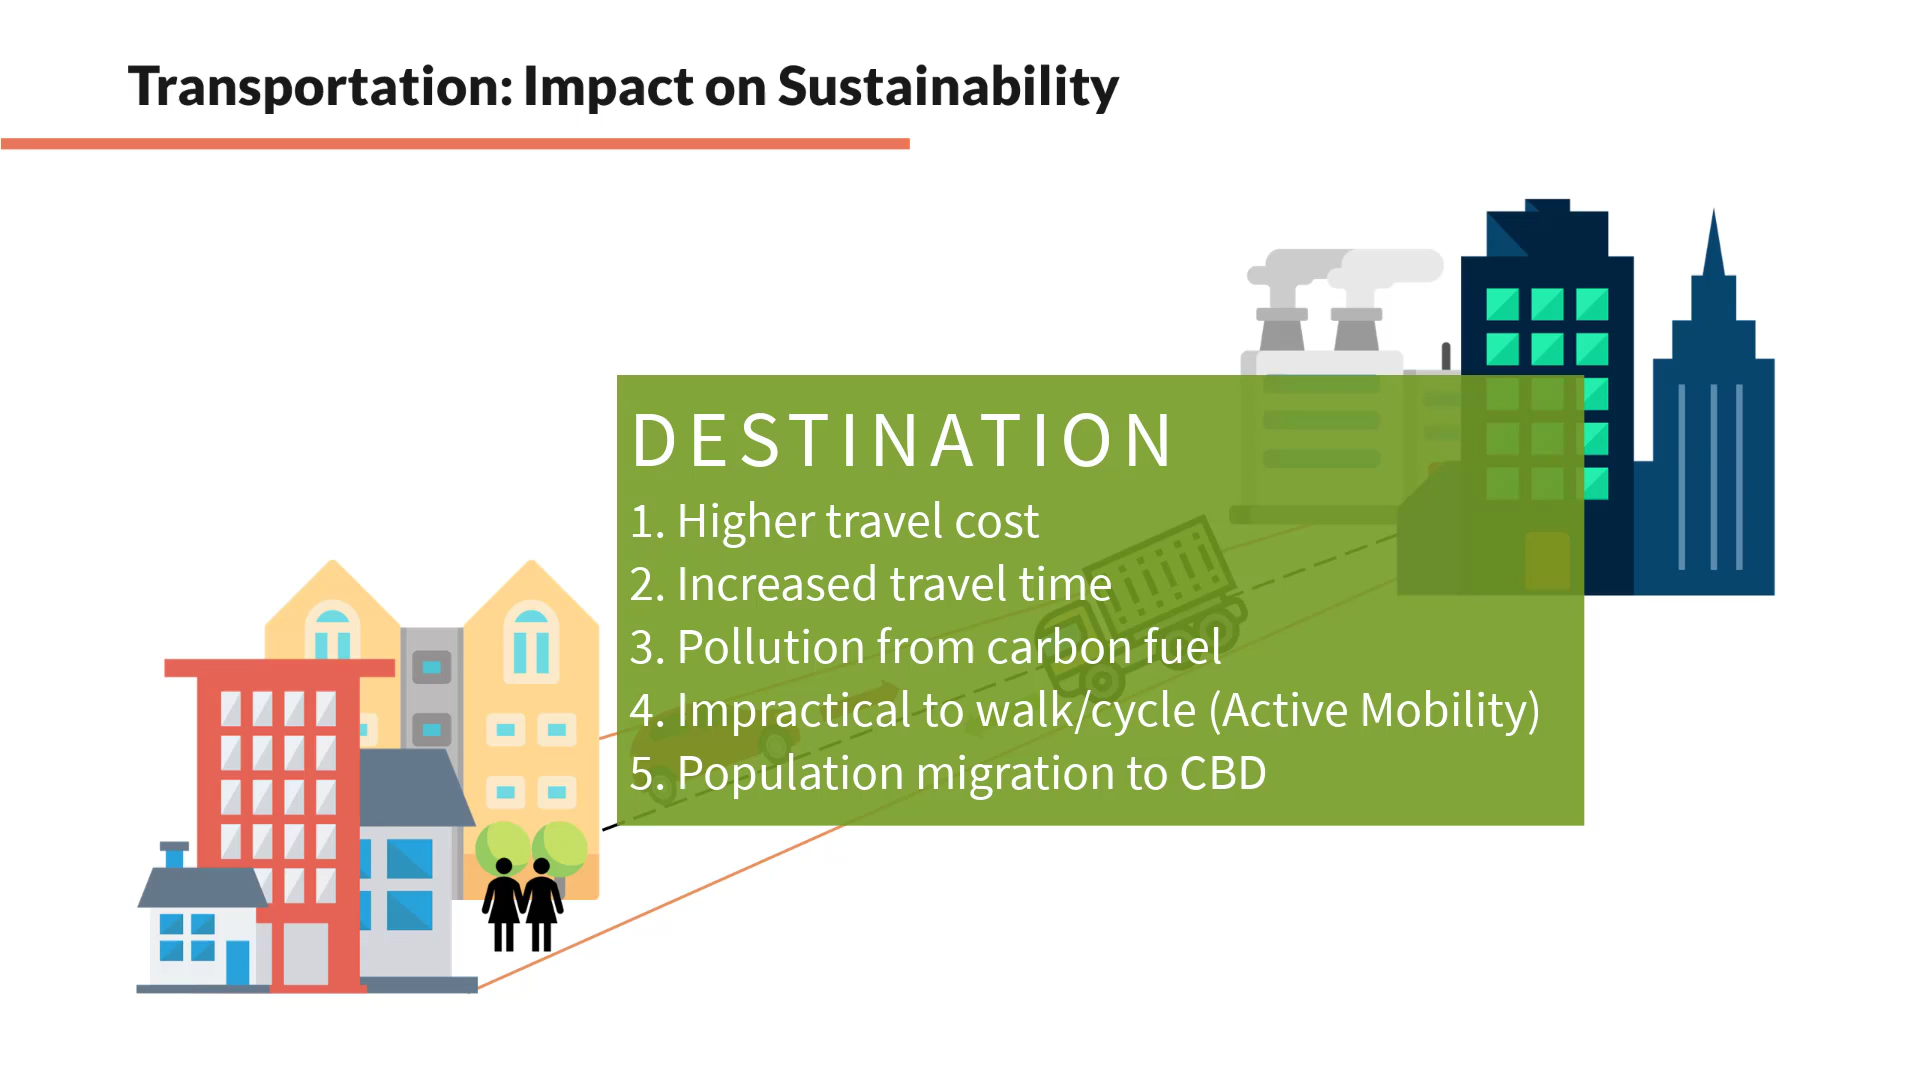 Transportation: Impact on Sustainability
DESTINATION
1. Higher travel cost
2. Increased travel time
3. Pollution from carbon fuel
4. Impractical to walk/cycle (Active Mobility)
5. Population migration to CBD